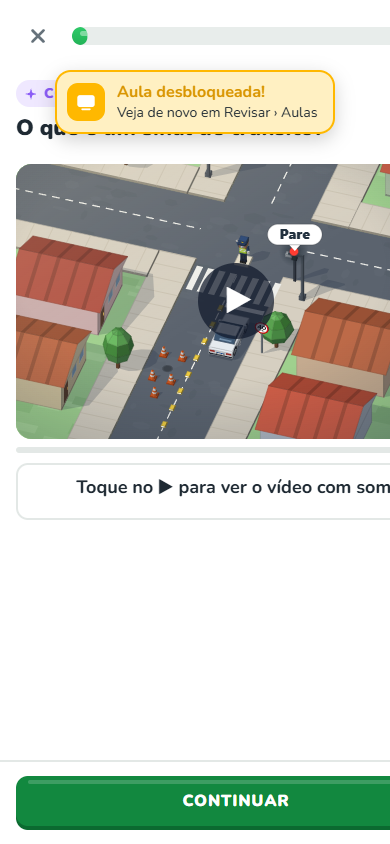 Aula desbloqueada!
Veja de novo em Revisar › Aulas
Pare
Toque no ▶ para ver o vídeo com som
CONTINUAR